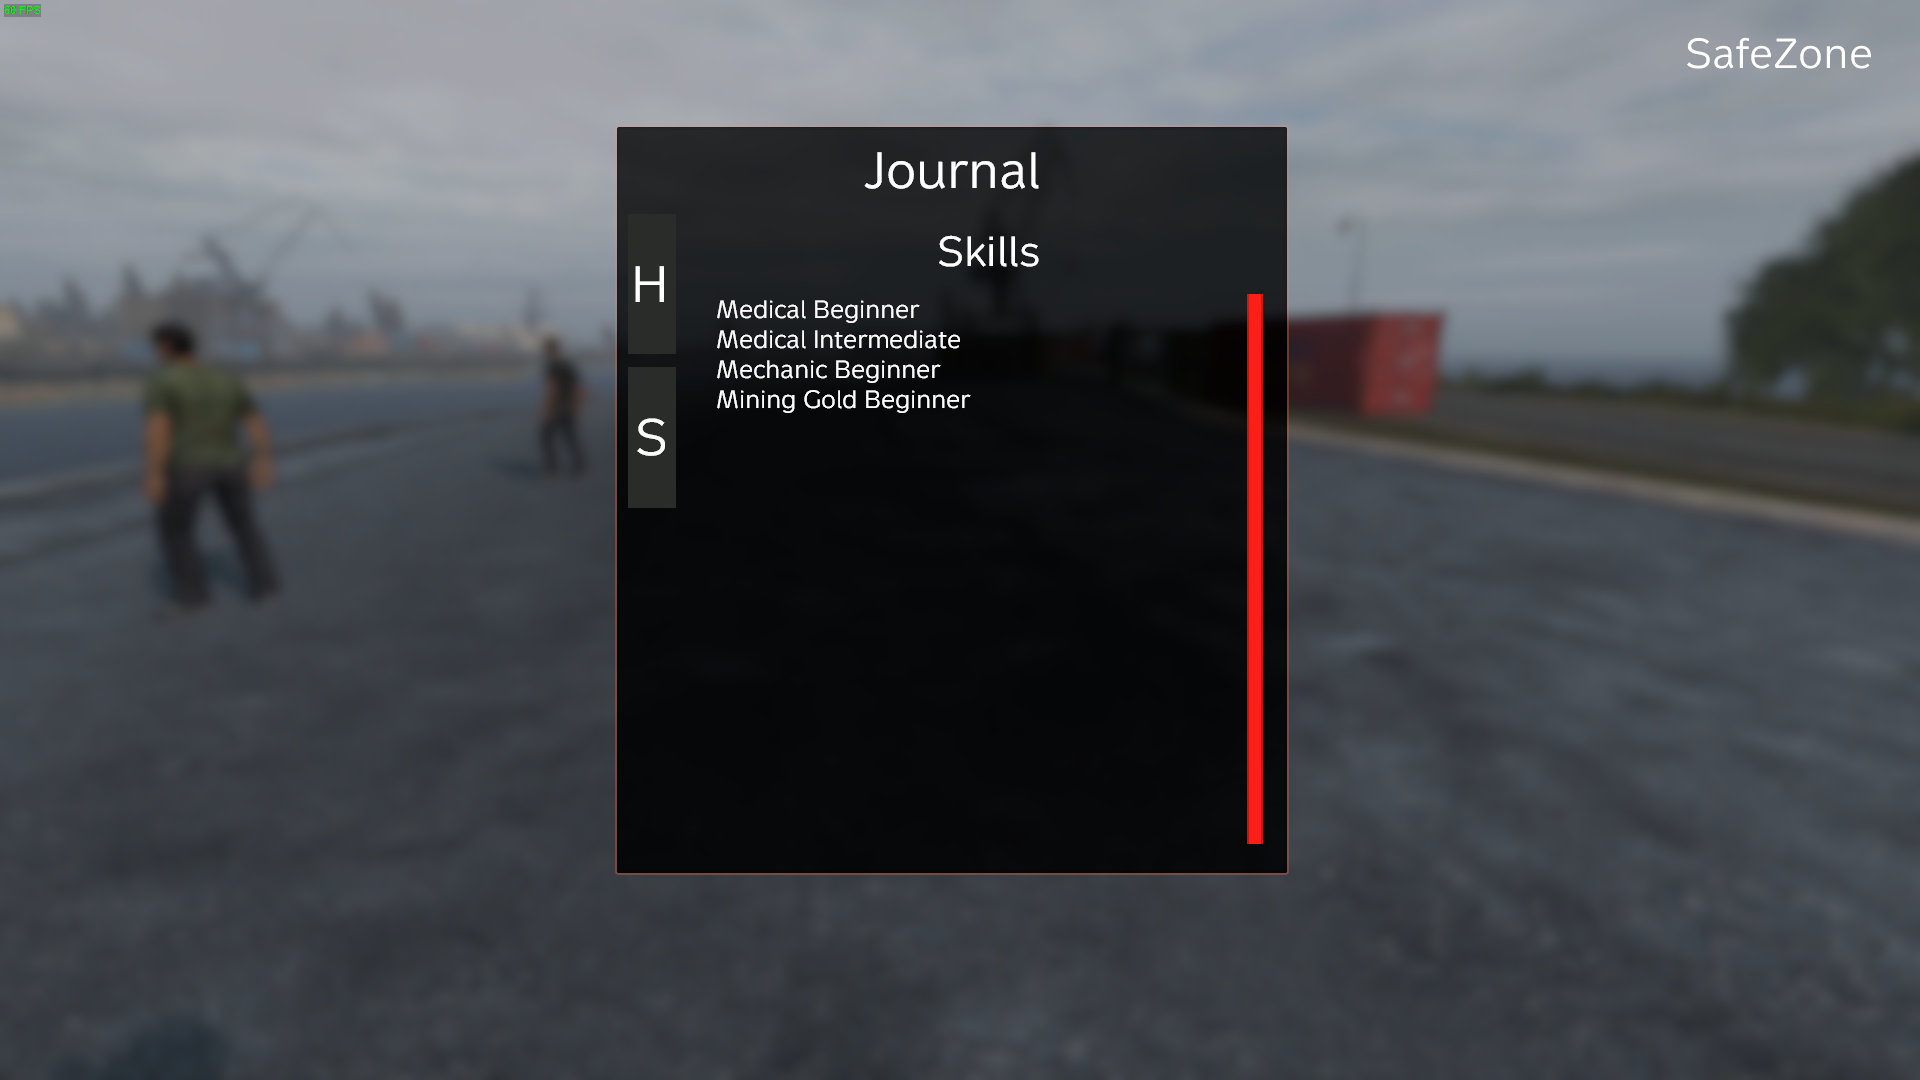 SafeZone
Journal
Skills
H
S
Medical Beginner
Medical Intermediate
Mechanic Beginner
Mining Gold Beginner